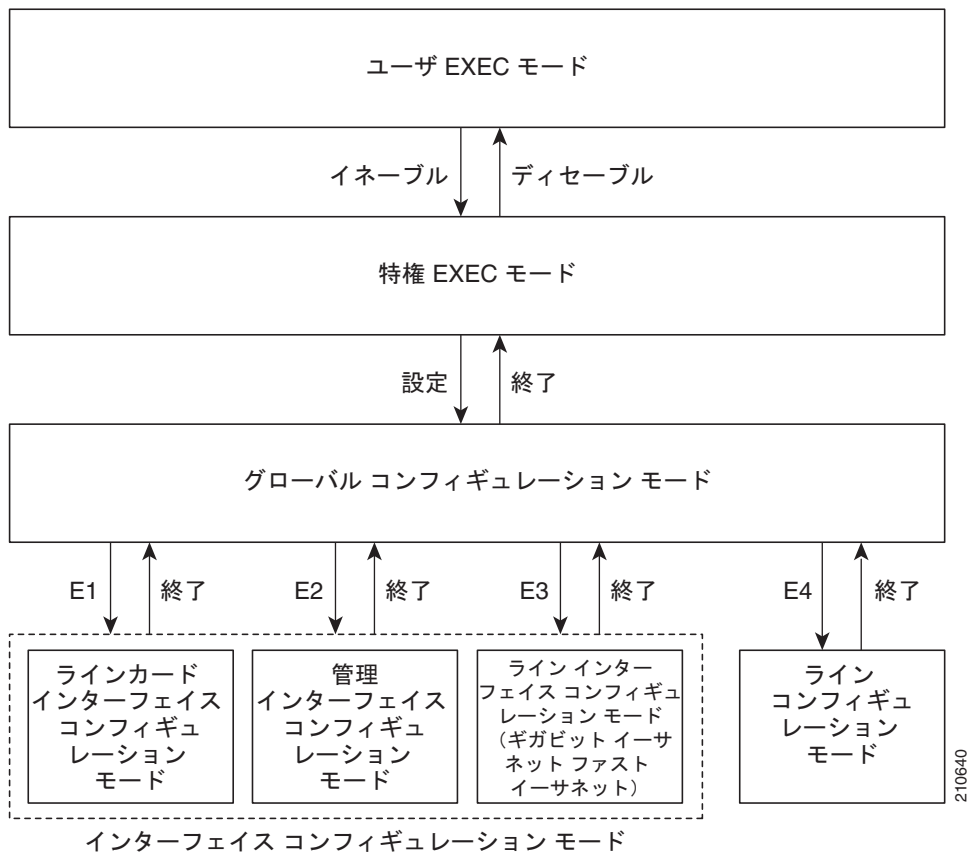 ユーザ EXEC モード
イネーブル
ディセーブル
特権 EXEC モード
設定
終了
グローバル コンフィギュレーション モード
E1
終了
E2
終了
E3
終了
E4
終了
ラインカード
インターフェイス
コンフィギュ
レーション
モード
管理
インターフェイス
コンフィギュ
レーション
モード
ライン インター
フェイス コンフィギュ
レーション モード
（ギガビット イーサ
ネット ファスト
イーサネット）
ライン
コンフィギュ
レーション
モード
インターフェイス コンフィギュレーション モード
210640